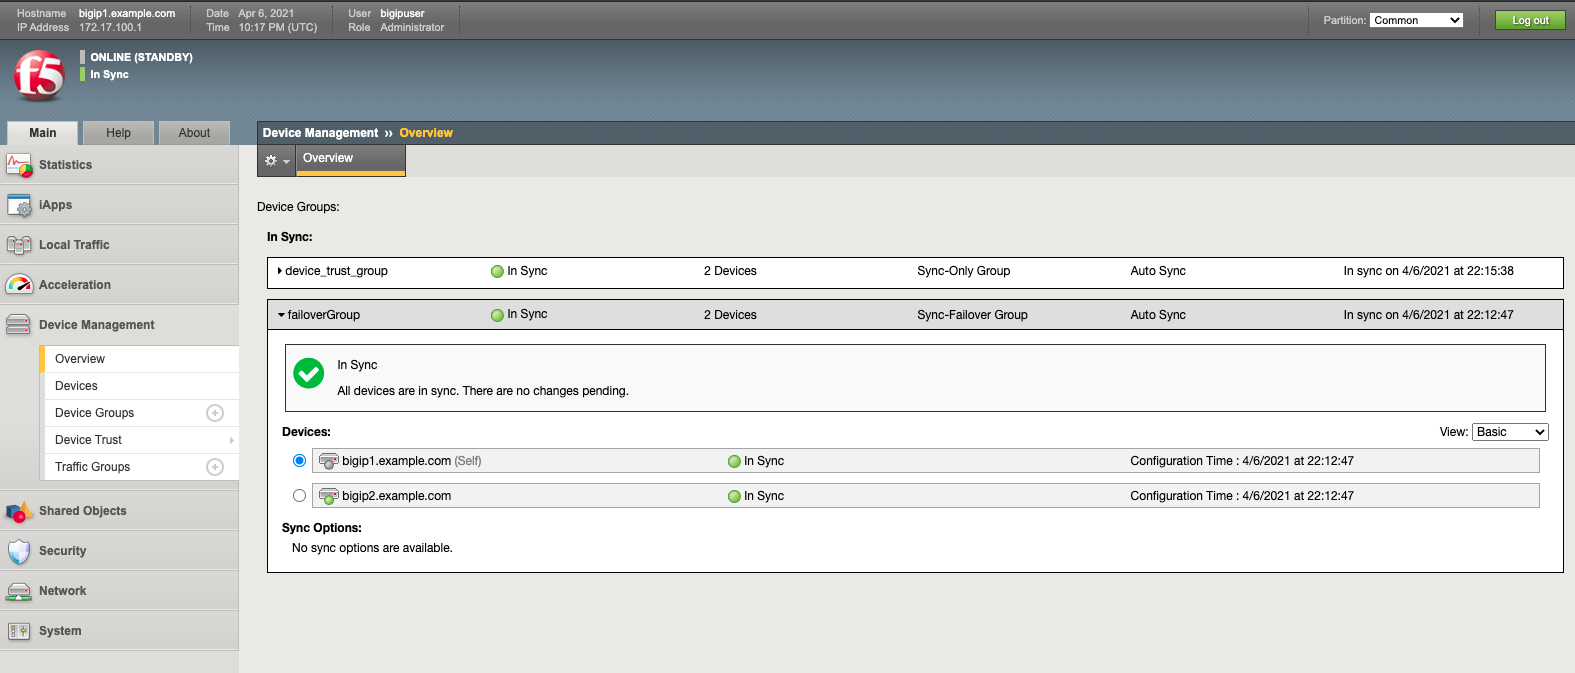 Hostname bigip1.example.com Date Apr 6, 2021 User bigipuser
IP Address 172.17.100.1 Time 10:17 PM (UTC) Role Administrator
Partition: Common Log out
f5
ONLINE (STANDBY)
In Sync
Main Help About
Device Management ›› Overview
Overview
Statistics
iApps
Local Traffic
Acceleration
Device Management
Overview
Devices
Device Groups
Device Trust
Traffic Groups
Shared Objects
Security
Network
System
Device Groups:
In Sync:
device_trust_group In Sync 2 Devices Sync-Only Group Auto Sync In sync on 4/6/2021 at 22:15:38
failoverGroup In Sync 2 Devices Sync-Failover Group Auto Sync In sync on 4/6/2021 at 22:12:47
In Sync
All devices are in sync. There are no changes pending.
Devices: View: Basic
bigip1.example.com (Self) In Sync Configuration Time : 4/6/2021 at 22:12:47
bigip2.example.com In Sync Configuration Time : 4/6/2021 at 22:12:47
Sync Options:
No sync options are available.